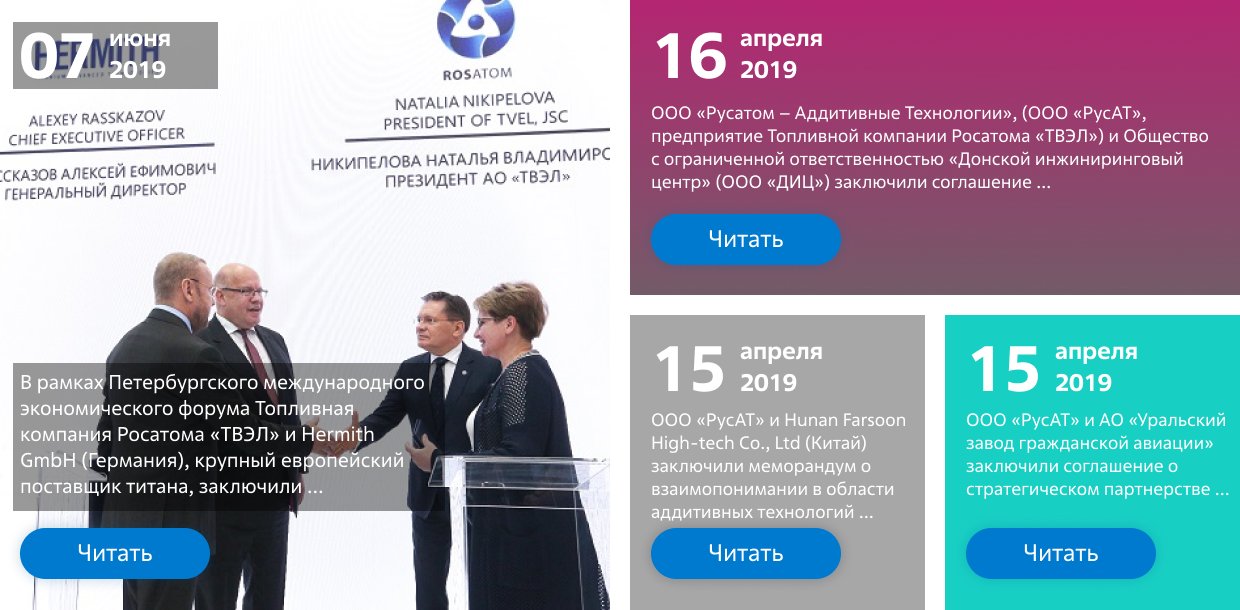 07 июня
2019
HERMITH
ROSATOM
ALEXEY RASSKAZOV
CHIEF EXECUTIVE OFFICER
NATALIA NIKIPELOVA
PRESIDENT OF TVEL, JSC
ССКАЗОВ АЛЕКСЕЙ ЕФИМОВИЧ
ГЕНЕРАЛЬНЫЙ ДИРЕКТОР
НИКИПЕЛОВА НАТАЛЬЯ ВЛАДИМИРО
ПРЕЗИДЕНТ АО «ТВЭЛ»
В рамках Петербургского международного
экономического форума Топливная
компания Росатома «ТВЭЛ» и Hermith
GmbH (Германия), крупный европейский
поставщик титана, заключили ...
Читать
16 апреля
2019
ООО «Русатом – Аддитивные Технологии», (ООО «РусАТ»,
предприятие Топливной компании Росатома «ТВЭЛ») и Общество
с ограниченной ответственностью «Донской инжиниринговый
центр» (ООО «ДИЦ») заключили соглашение ...
Читать
15 апреля
2019
ООО «РусАТ» и Hunan Farsoon
High-tech Co., Ltd (Китай)
заключили меморандум о
взаимопонимании в области
аддитивных технологий ...
Читать
15 апреля
2019
ООО «РусАТ» и АО «Уральский
завод гражданской авиации»
заключили соглашение о
стратегическом партнерстве ...
Читать